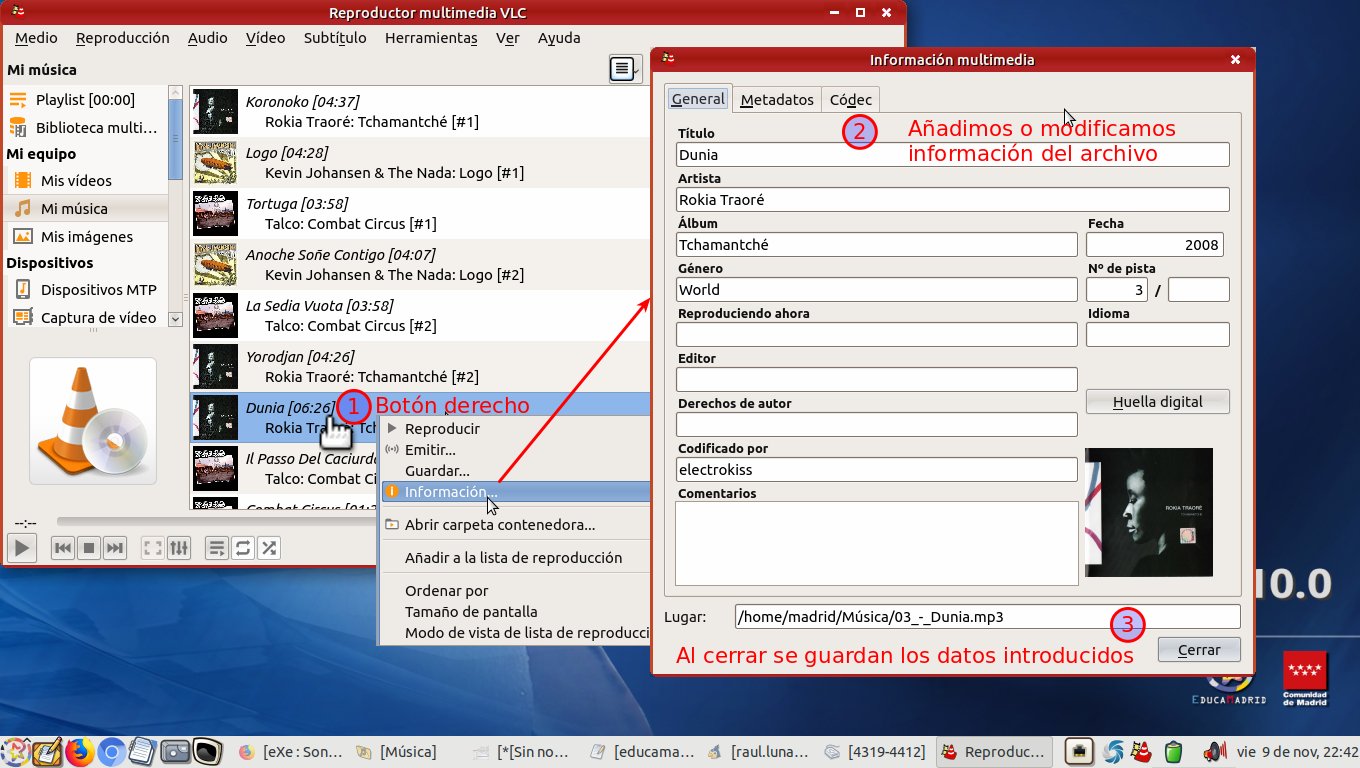 Reproductor multimedia VLC
Medio Reproducción Audio Vídeo Subtítulo Herramientas Ver Ayuda
Mi música
Playlist [00:00]
Biblioteca multi...
Mi equipo
Mis vídeos
Mi música
Mis imágenes
Dispositivos
Dispositivos MTP
Captura de vídeo
Koronoko [04:37]
Rokia Traoré: Tchamantché [#1]
Logo [04:28]
Kevin Johansen & The Nada: Logo [#1]
Tortuga [03:58]
Talco: Combat Circus [#1]
Anoche Soñe Contigo [04:07]
Kevin Johansen & The Nada: Logo [#2]
La Sedia Vuota [03:58]
Talco: Combat Circus [#2]
Yorodjan [04:26]
Rokia Traoré: Tchamantché [#2]
Dunia [06:26]
Rokia
Il Passo Del
Talco: Combat
Combat Circus
1 Botón derecho
Reproducir
Emitir...
Guardar...
Información...
Abrir carpeta contenedora...
Añadir a la lista de reproducción
Ordenar por
Tamaño de pantalla
Modo de vista de lista de reproducci
--:--
Información multimedia
General Metadatos Códec
2 Añadimos o modificamos
información del archivo
Título
Dunia
Artista
Rokia Traoré
Álbum Fecha
Tchamantché 2008
Género Nº de pista
World 3 /
Reproduciendo ahora Idioma
Editor
Derechos de autor
Huella digital
Codificado por
electrokiss
Comentarios
ROKIA TRAORÉ
TCHAMANTCHÉ
Lugar: /home/madrid/Música/03_-_Dunia.mp3
3
Al cerrar se guardan los datos introducidos
Cerrar
10.0
EDUCAMADRID
Comunidad
de Madrid
[eXe : Son... [Música] [*[Sin no... [educama... [raul.luna... [4319-4412] Reproduc... vie 9 de nov, 22:42